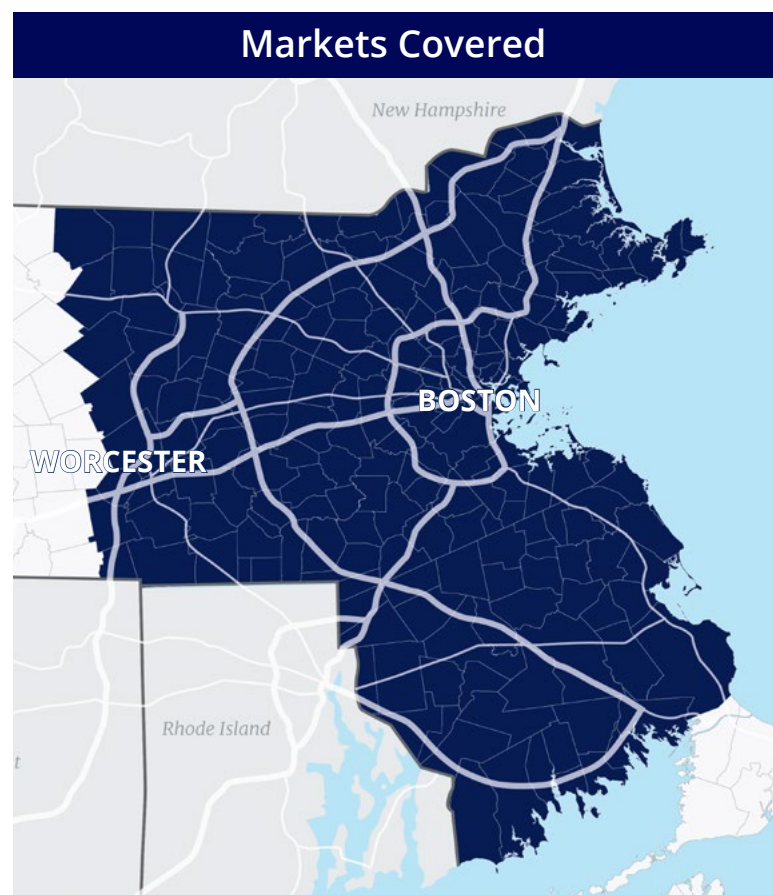 Markets Covered
New Hampshire
BOSTON
WORCESTER
Rhode Island
t